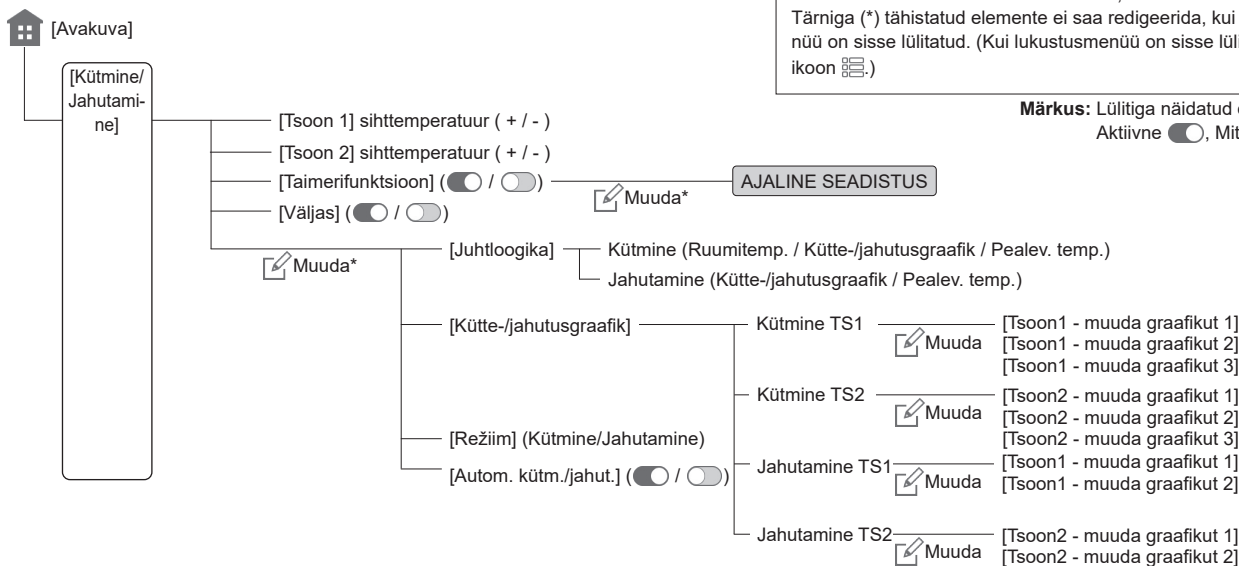 [Avakuva]
Tärniga (*) tähistatud elemente ei saa redigeerida, kui
nüü on sisse lülitatud. (Kui lukustusmenüü on sisse
ikoon .)
Märkus: Lülitiga näidatud
Aktiivne , 
[Kütmine/
Jahutami-
ne]
[Tsoon 1] sihttemperatuur ( + / - )
[Tsoon 2] sihttemperatuur ( + / - )
[Taimerifunktsioon] ( / )
Muuda*
AJALINE SEADISTUS
[Väljas] ( / )
Muuda*
[Juhtloogika]
Kütmine (Ruumitemp. / Kütte-/jahutusgraafik / Pealev. temp.)
Jahutamine (Kütte-/jahutusgraafik / Pealev. temp.)
[Kütte-/jahutusgraafik]
Kütmine TS1
Muuda
[Tsoon1 - muuda graafikut 1]
[Tsoon1 - muuda graafikut 2]
[Tsoon1 - muuda graafikut 3]
Kütmine TS2
Muuda
[Tsoon2 - muuda graafikut 1]
[Tsoon2 - muuda graafikut 2]
[Tsoon2 - muuda graafikut 3]
[Režiim] (Kütmine/Jahutamine)
[Autom. kütm./jahut.] ( / )
Jahutamine TS1
Muuda
[Tsoon1 - muuda graafikut 1]
[Tsoon1 - muuda graafikut 2]
Jahutamine TS2
Muuda
[Tsoon2 - muuda graafikut 1]
[Tsoon2 - muuda graafikut 2]